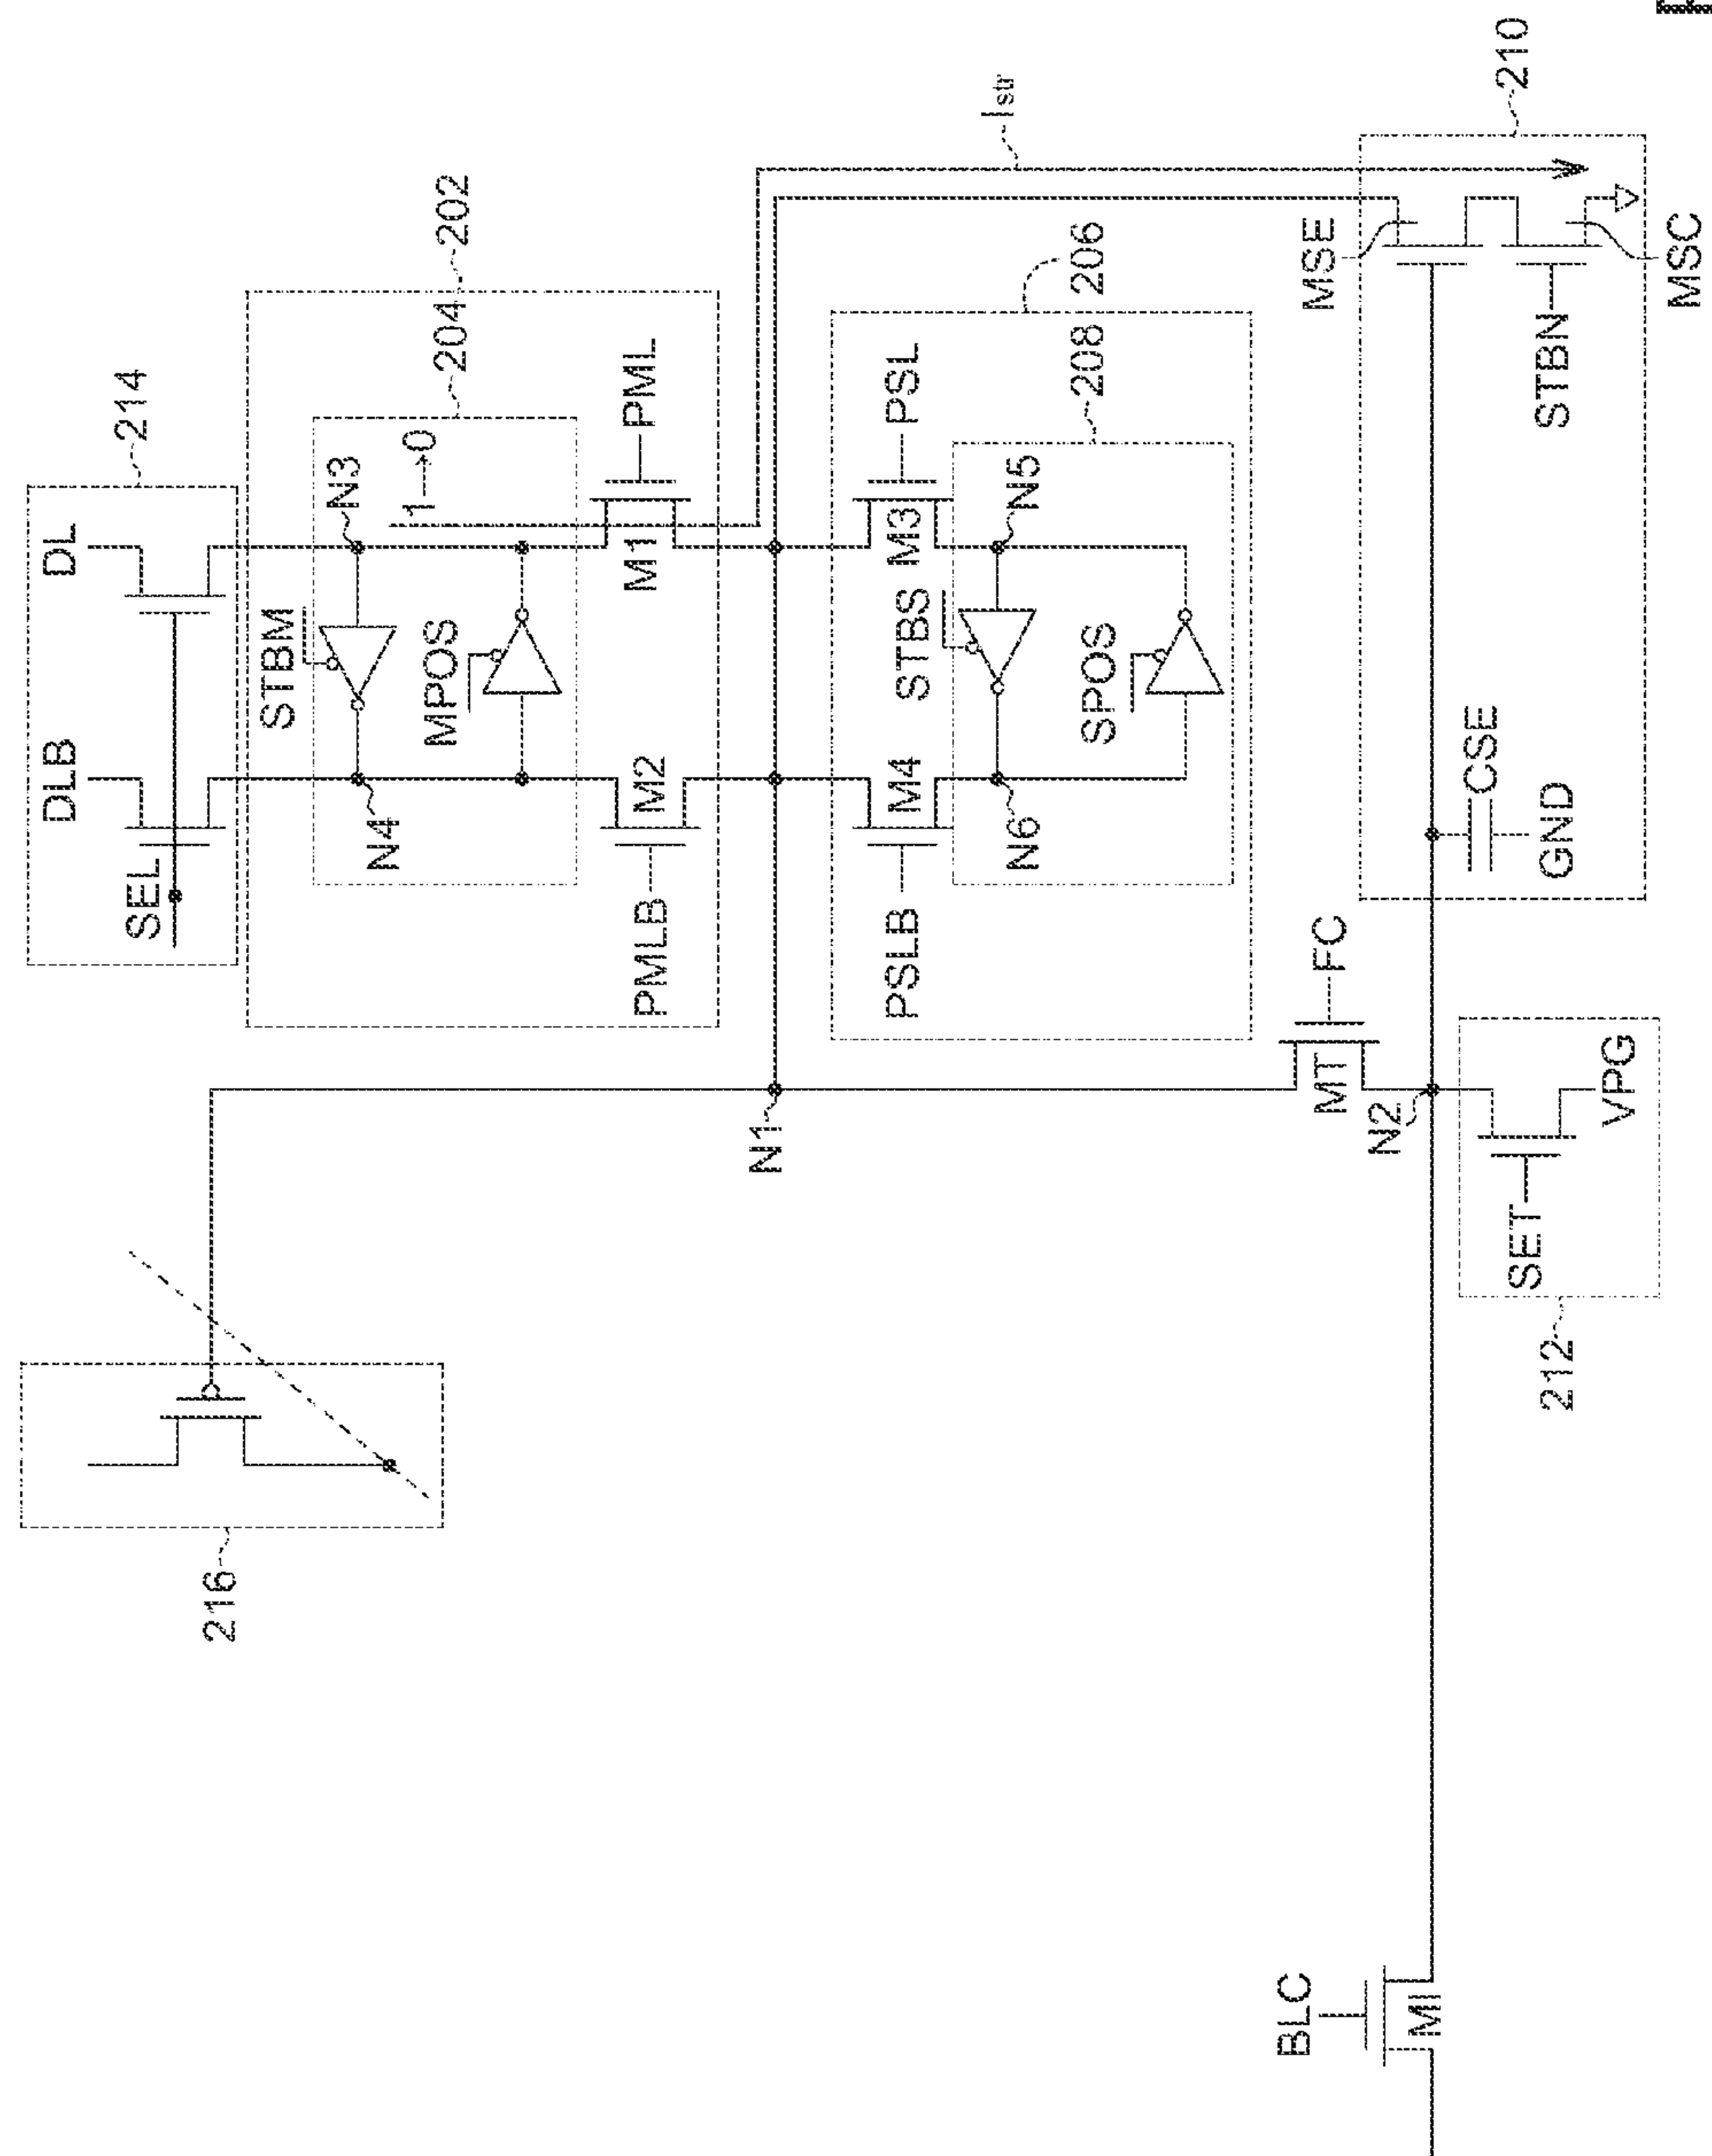 DLB
DL
214
SEL
STBM
N3
1→0
204
202
N4
MPOS
PMLB
M2
M1
PML
Istr
216
N1
PSLB
M4
M3
PSL
206
208
STBS
N5
N6
SPOS
BLC
MI
MT
FC
N2
SET
VPG
212
CSE
GND
MSE
STBN
MSC
210